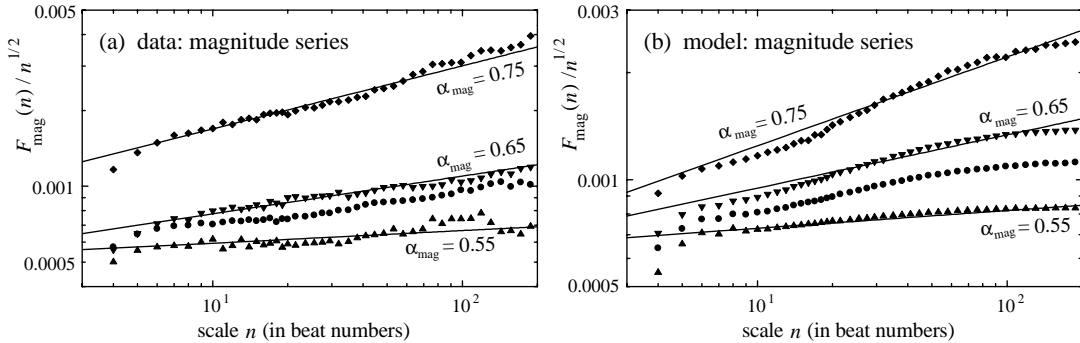 (a) data: magnitude series
F_mag(n) / n^{1/2}
0.001
0.0005
α_mag = 0.75
α_mag = 0.65
α_mag = 0.55
10^1
10^2
scale n (in beat numbers)
(b) model: magnitude series
F_mag(n) / n^{1/2}
0.003
0.001
0.0005
α_mag = 0.75
α_mag = 0.65
α_mag = 0.55
10^1
10^2
scale n (in beat numbers)